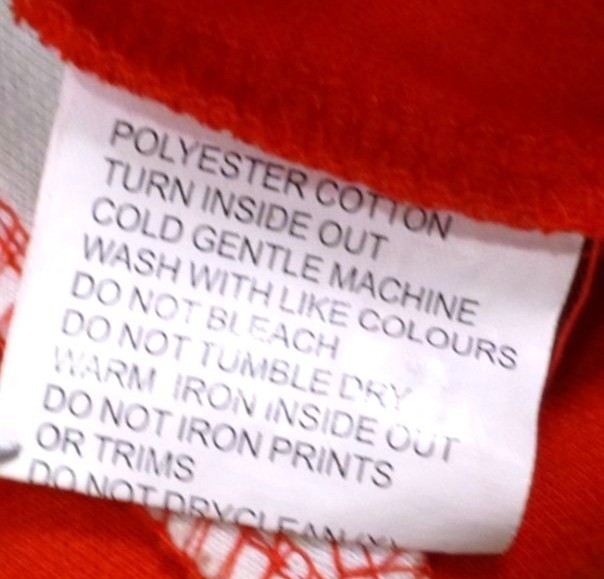 POLYESTER COTTON
TURN INSIDE OUT
COLD GENTLE MACHINE
WASH WITH LIKE COLOURS
DO NOT BLEACH
DO NOT TUMBLE DRY
WARM IRON INSIDE OUT
DO NOT IRON PRINTS
OR TRIMS
DO NOT DRYCLEAN